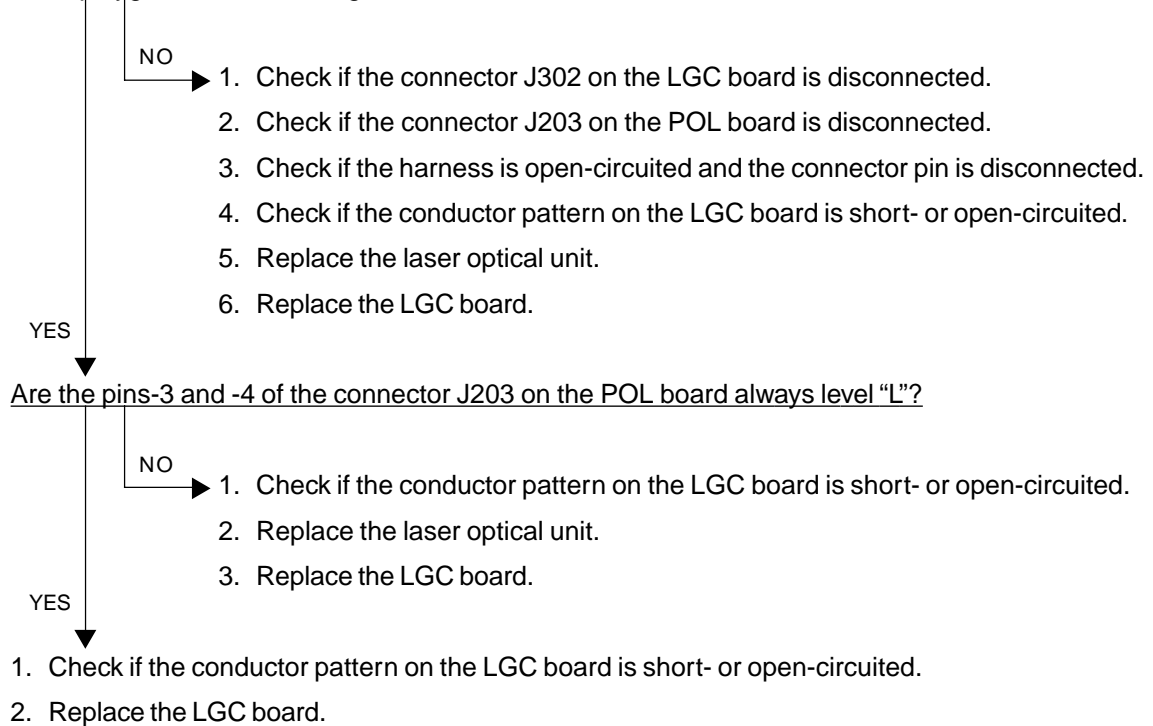 NO
1. Check if the connector J302 on the LGC board is disconnected.
2. Check if the connector J203 on the POL board is disconnected.
3. Check if the harness is open-circuited and the connector pin is disconnected.
4. Check if the conductor pattern on the LGC board is short- or open-circuited.
5. Replace the laser optical unit.
6. Replace the LGC board.
YES
Are the pins-3 and -4 of the connector J203 on the POL board always level “L”?
NO
1. Check if the conductor pattern on the LGC board is short- or open-circuited.
2. Replace the laser optical unit.
3. Replace the LGC board.
YES
1. Check if the conductor pattern on the LGC board is short- or open-circuited.
2. Replace the LGC board.